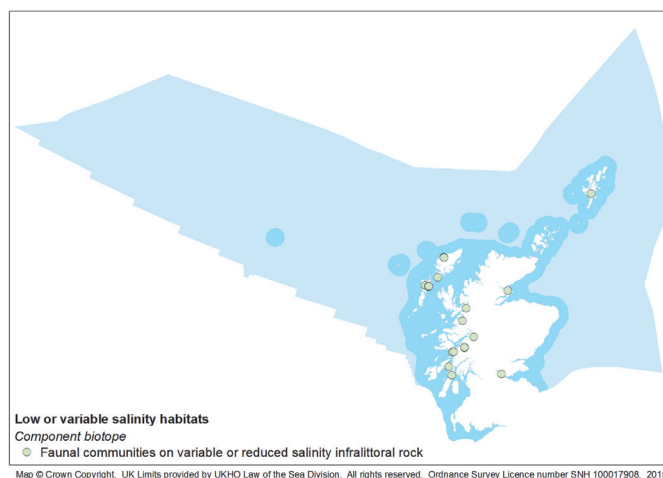 Low or variable salinity habitats
Component biotope
Faunal communities on variable or reduced salinity infralittoral rock
Map © Crown Copyright. UK Limits provided by UKHO Law of the Sea Division. All rights reserved. Ordnance Survey Licence number SNH 100017908. 2015